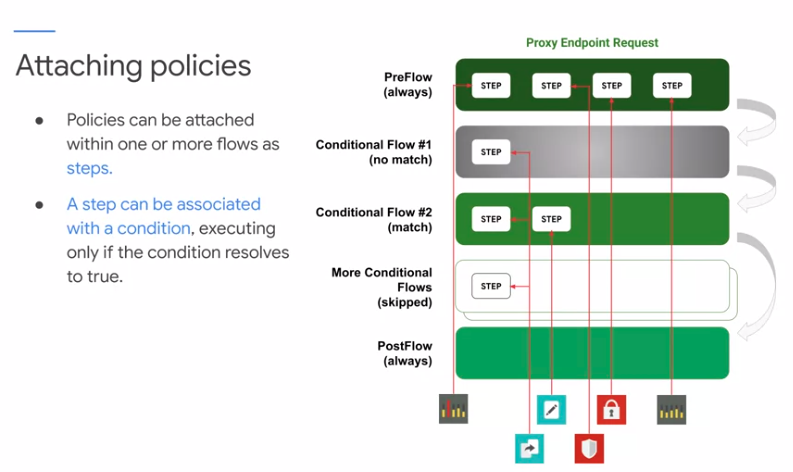 Attaching policies
● Policies can be attached
within one or more flows as
steps.
● A step can be associated
with a condition, executing
only if the condition resolves
to true.
Proxy Endpoint Request
PreFlow
(always)
STEP STEP STEP STEP
Conditional Flow #1
(no match)
STEP
Conditional Flow #2
(match)
STEP STEP
More Conditional
Flows
(skipped)
STEP
PostFlow
(always)